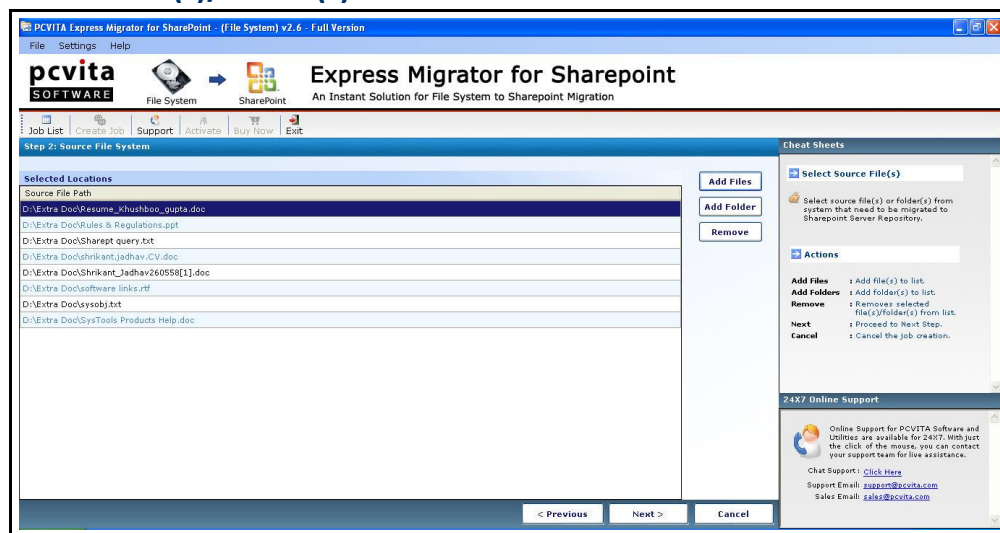 PCVITA Express Migrator for SharePoint - (File System) v2.6 - Full Version
File Settings Help
pcvita
SOFTWARE
File System
SharePoint
Express Migrator for Sharepoint
An Instant Solution for File System to Sharepoint Migration
Job List Create Job Support Activate Buy Now Exit
Step 2: Source File System
Selected Locations
Source File Path
D:\Extra Doc\Resume_Khushboo_gupta.doc
D:\Extra Doc\Rules & Regulations.ppt
D:\Extra Doc\Sharept query.txt
D:\Extra Doc\shrikant.jadhav.CV.doc
D:\Extra Doc\Shrikant_Jadhav260558[1].doc
D:\Extra Doc\software links.rtf
D:\Extra Doc\sysobj.txt
D:\Extra Doc\SysTools Products Help.doc
Add Files
Add Folder
Remove
< Previous
Next >
Cancel
Cheat Sheets
Select Source File(s)
Select source file(s) or folder(s) from
system that need to be migrated to
Sharepoint Server Repository.
Actions
Add Files : Add file(s) to list.
Add Folders : Add folder(s) to list.
Remove : Removes selected
file(s)/folder(s) from list.
Next : Proceed to Next Step.
Cancel : Cancel the job creation.
24X7 Online Support
Online Support for PCVITA Software and
Utilities are available for 24X7. With just
the click of the mouse, you can contact
your support team for live assistance.
Chat Support: Click Here
Support Email: support@pcvita.com
Sales Email: sales@pcvita.com